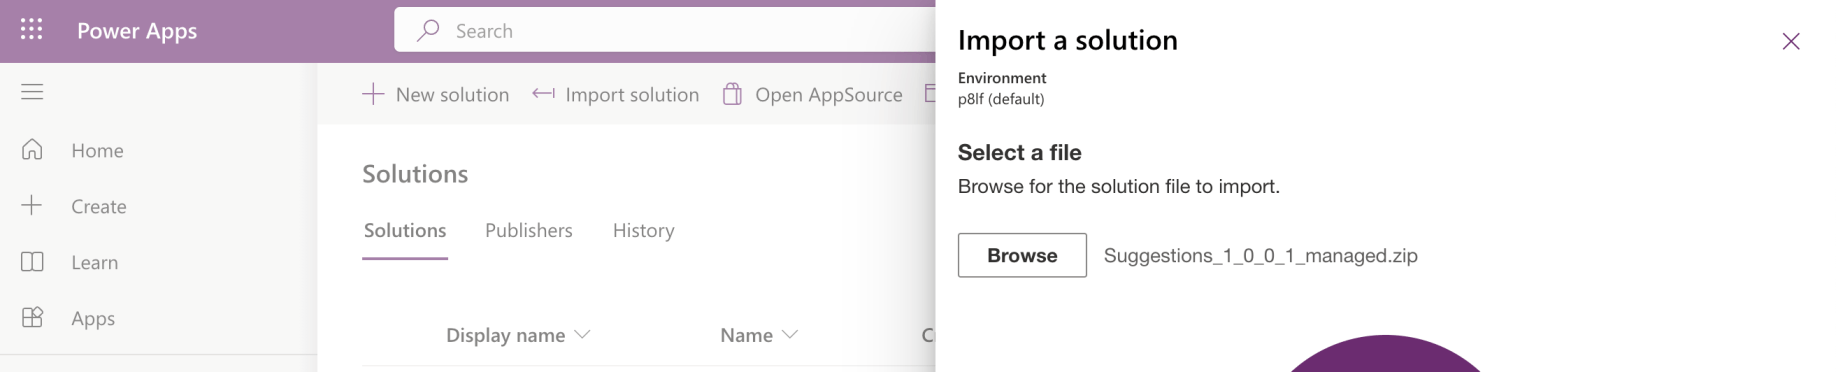 Power Apps
Search
New solution
Import solution
Open AppSource
Home
Create
Learn
Apps
Solutions
Solutions
Publishers
History
Display name
Name
Import a solution
Environment
p8lf (default)
Select a file
Browse for the solution file to import.
Browse
Suggestions_1_0_0_1_managed.zip